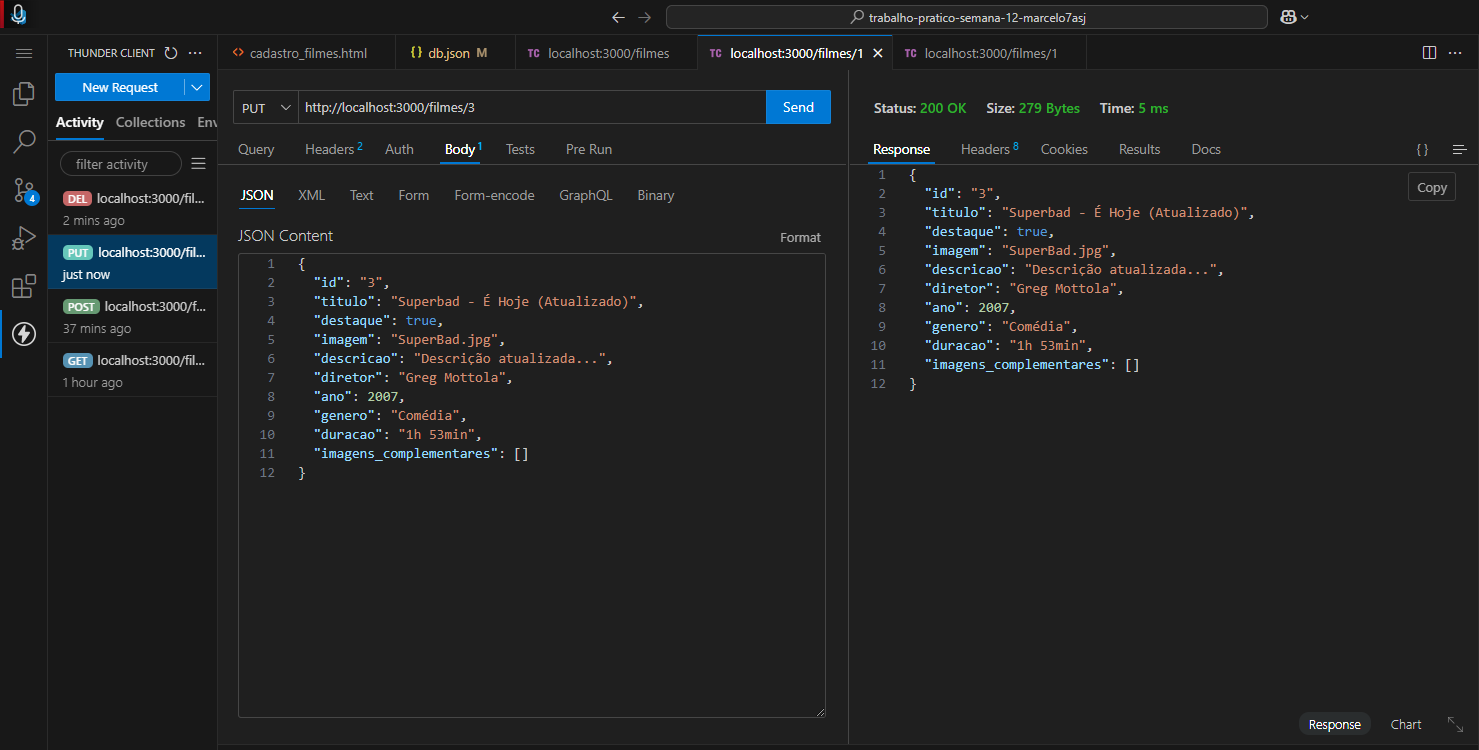 trabalho-pratico-semana-12-marcelo7asj
THUNDER CLIENT
New Request
Activity Collections Env
filter activity
DEL localhost:3000/fil...
2 mins ago
PUT localhost:3000/fil...
just now
POST localhost:3000/f...
37 mins ago
GET localhost:3000/fil...
1 hour ago
4
cadastro_filmes.html
{} db.json M
TC localhost:3000/filmes
TC localhost:3000/filmes/1
TC localhost:3000/filmes/1
PUT http://localhost:3000/filmes/3 Send
Query Headers 2 Auth Body 1 Tests Pre Run
JSON XML Text Form Form-encode GraphQL Binary
JSON Content Format
1 {
2 "id": "3",
3 "titulo": "Superbad - É Hoje (Atualizado)",
4 "destaque": true,
5 "imagem": "SuperBad.jpg",
6 "descricao": "Descrição atualizada...",
7 "diretor": "Greg Mottola",
8 "ano": 2007,
9 "genero": "Comédia",
10 "duracao": "1h 53min",
11 "imagens_complementares": []
12 }
Status: 200 OK Size: 279 Bytes Time: 5 ms
Response Headers 8 Cookies Results Docs {}
Copy
1 {
2 "id": "3",
3 "titulo": "Superbad - É Hoje (Atualizado)",
4 "destaque": true,
5 "imagem": "SuperBad.jpg",
6 "descricao": "Descrição atualizada...",
7 "diretor": "Greg Mottola",
8 "ano": 2007,
9 "genero": "Comédia",
10 "duracao": "1h 53min",
11 "imagens_complementares": []
12 }
Response Chart